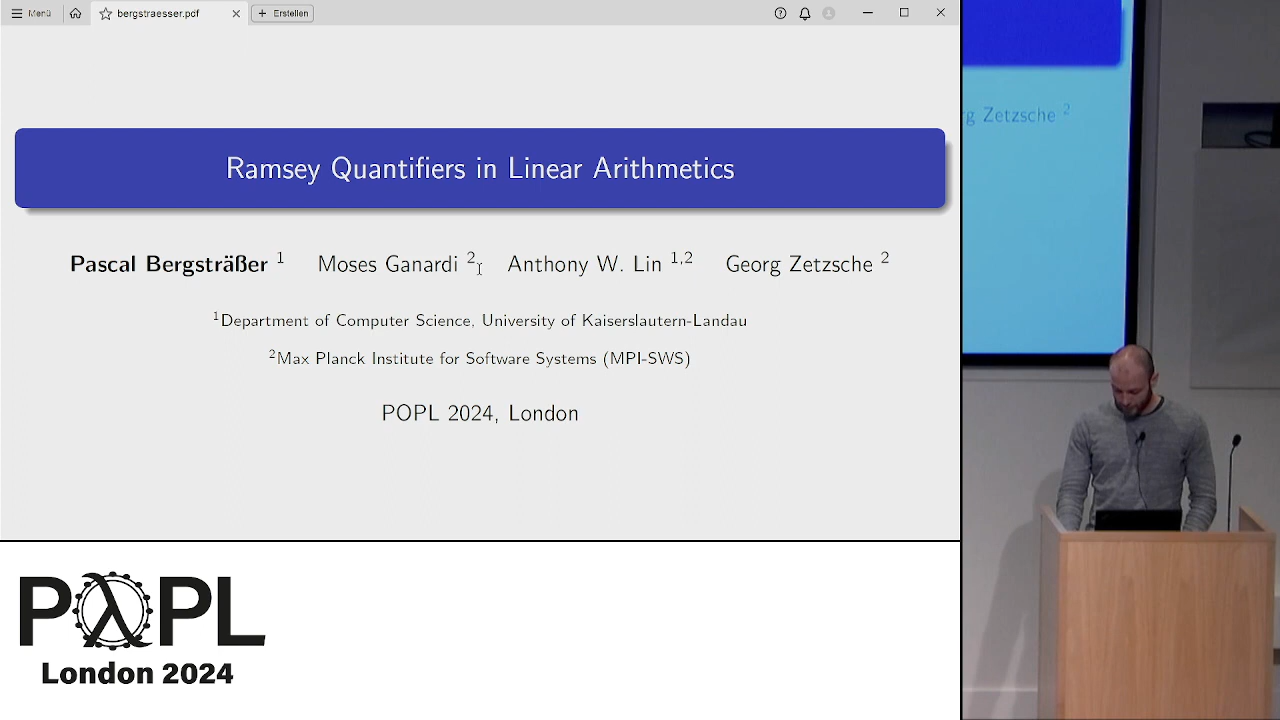 Menü bergstraesser.pdf Erstellen
Ramsey Quantifiers in Linear Arithmetics
Pascal Bergsträßer 1 Moses Ganardi 2 Anthony W. Lin 1,2 Georg Zetzsche 2
1Department of Computer Science, University of Kaiserslautern-Landau
2Max Planck Institute for Software Systems (MPI-SWS)
POPL 2024, London
g Zetzsche 2
PλPL
London 2024